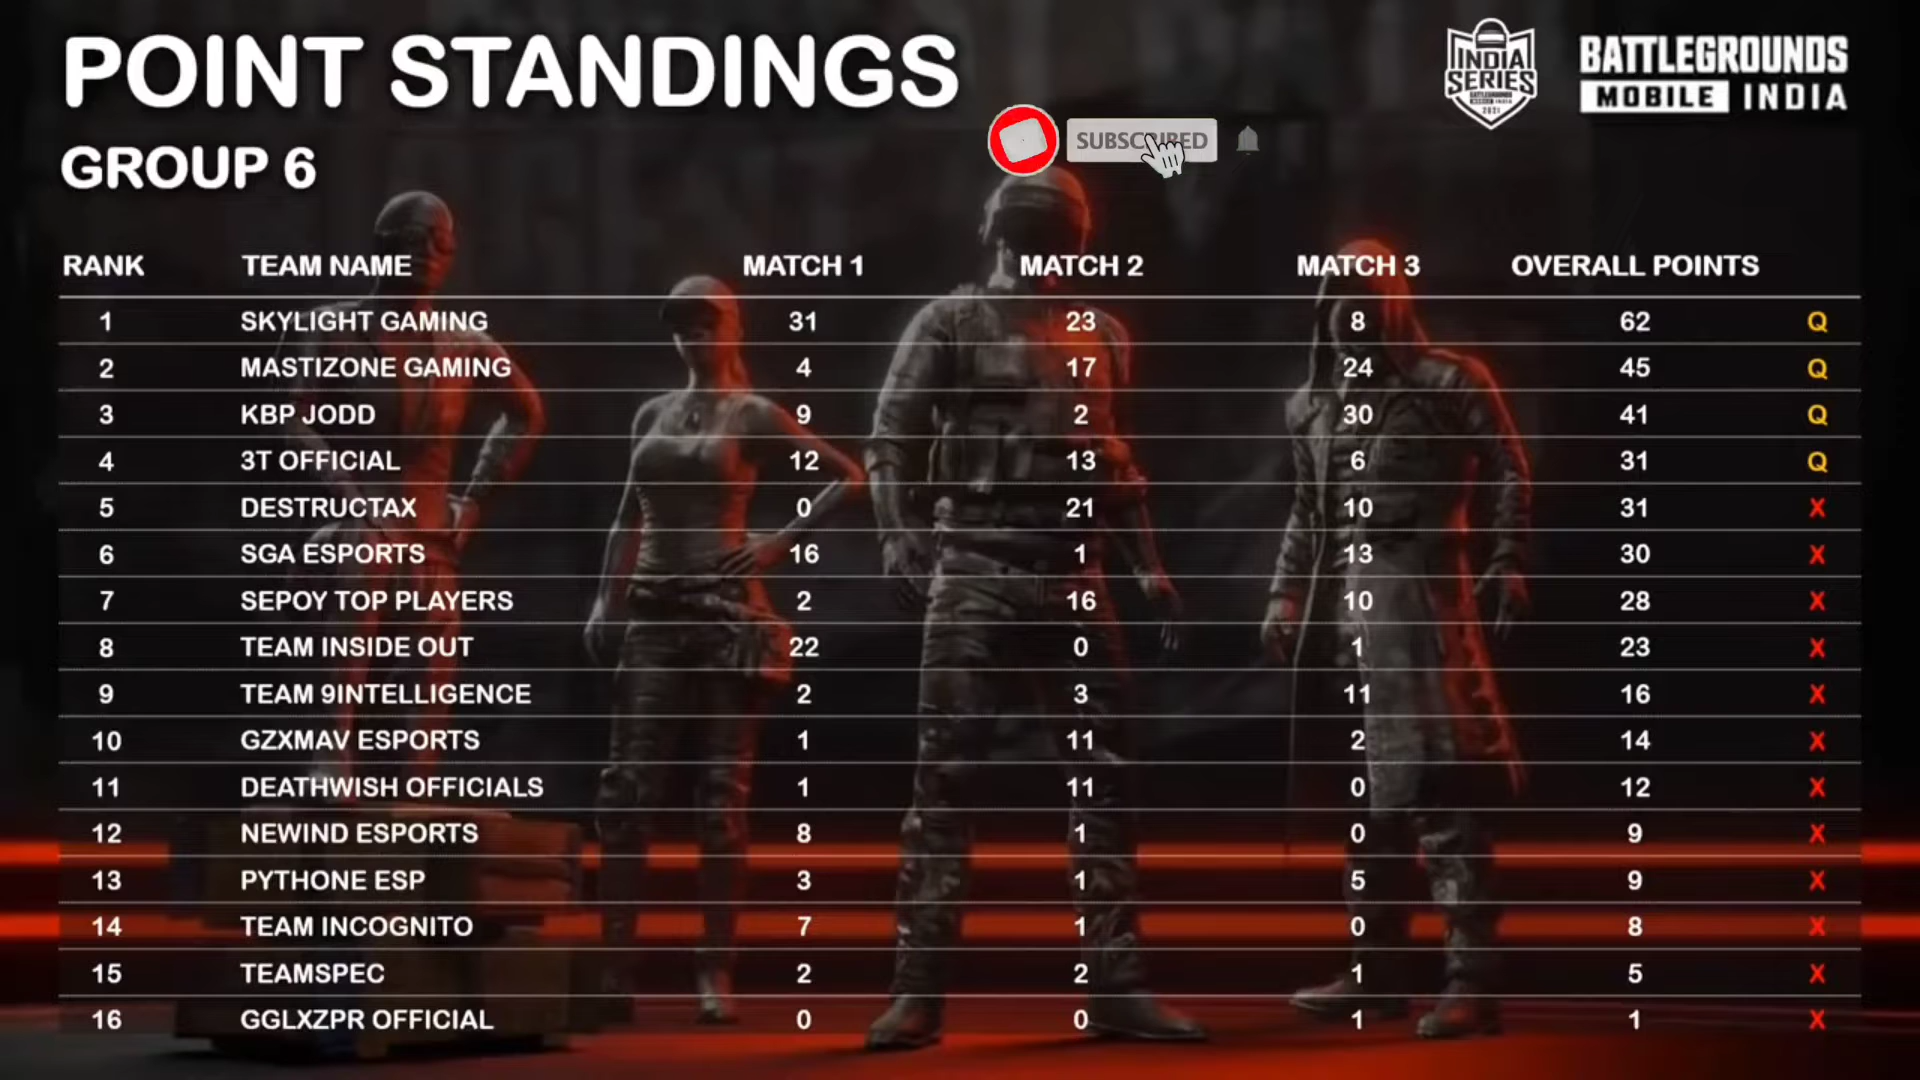 POINT STANDINGS
GROUP 6
INDIA
SERIES
BATTLEGROUNDS
MOBILE INDIA
2021
BATTLEGROUNDS
MOBILE INDIA
SUBSCRIBED
RANK TEAM NAME MATCH 1 MATCH 2 MATCH 3 OVERALL POINTS
1 SKYLIGHT GAMING 31 23 8 62 Q
2 MASTIZONE GAMING 4 17 24 45 Q
3 KBP JODD 9 2 30 41 Q
4 3T OFFICIAL 12 13 6 31 Q
5 DESTRUCTAX 0 21 10 31 X
6 SGA ESPORTS 16 1 13 30 X
7 SEPOY TOP PLAYERS 2 16 10 28 X
8 TEAM INSIDE OUT 22 0 1 23 X
9 TEAM 9INTELLIGENCE 2 3 11 16 X
10 GZXMAV ESPORTS 1 11 2 14 X
11 DEATHWISH OFFICIALS 1 11 0 12 X
12 NEWIND ESPORTS 8 1 0 9 X
13 PYTHONE ESP 3 1 5 9 X
14 TEAM INCOGNITO 7 1 0 8 X
15 TEAMSPEC 2 2 1 5 X
16 GGLXZPR OFFICIAL 0 0 1 1 X